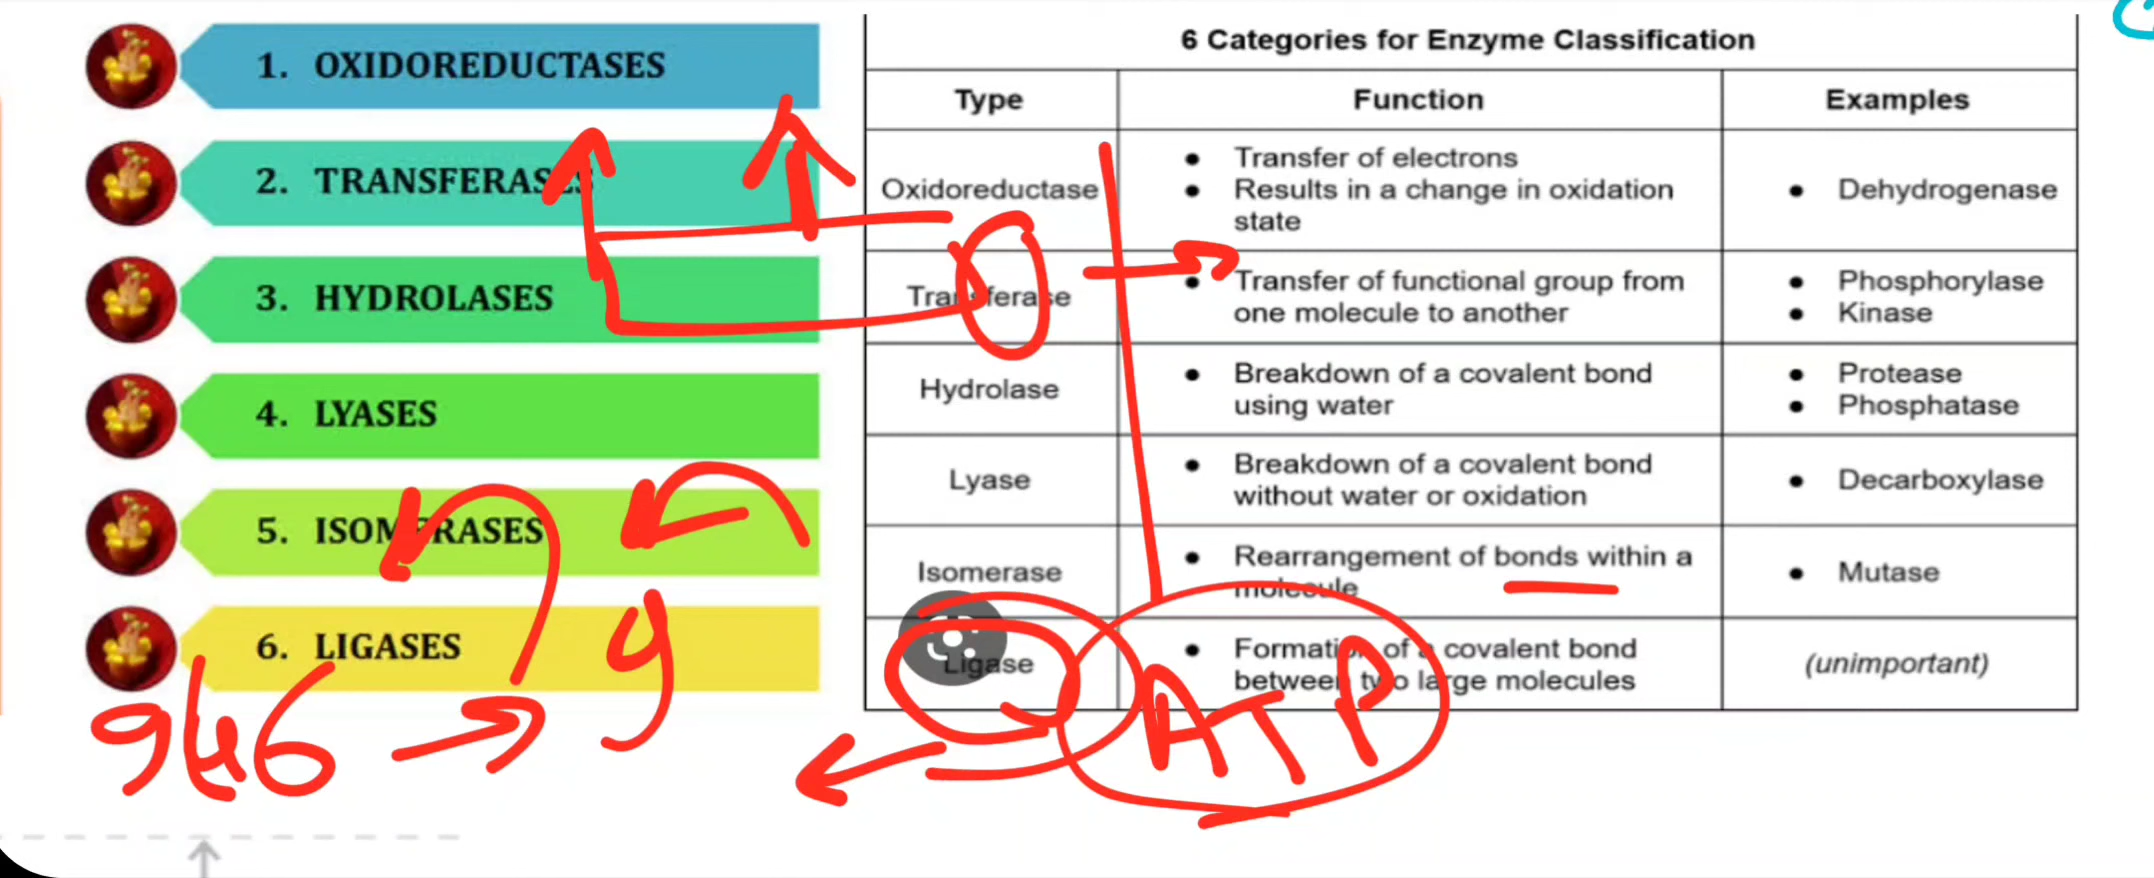 1. OXIDOREDUCTASES
2. TRANSFERASES
3. HYDROLASES
4. LYASES
5. ISOMERASES
6. LIGASES
6 Categories for Enzyme Classification
Type Function Examples
Oxidoreductase
• Transfer of electrons
• Results in a change in oxidation
state
• Dehydrogenase
Transferase
• Transfer of functional group from
one molecule to another
• Phosphorylase
• Kinase
Hydrolase
• Breakdown of a covalent bond
using water
• Protease
• Phosphatase
Lyase
• Breakdown of a covalent bond
without water or oxidation
• Decarboxylase
Isomerase
• Rearrangement of bonds within a
molecule
• Mutase
Ligase
• Formation of a covalent bond
between two large molecules
(unimportant)
ATP